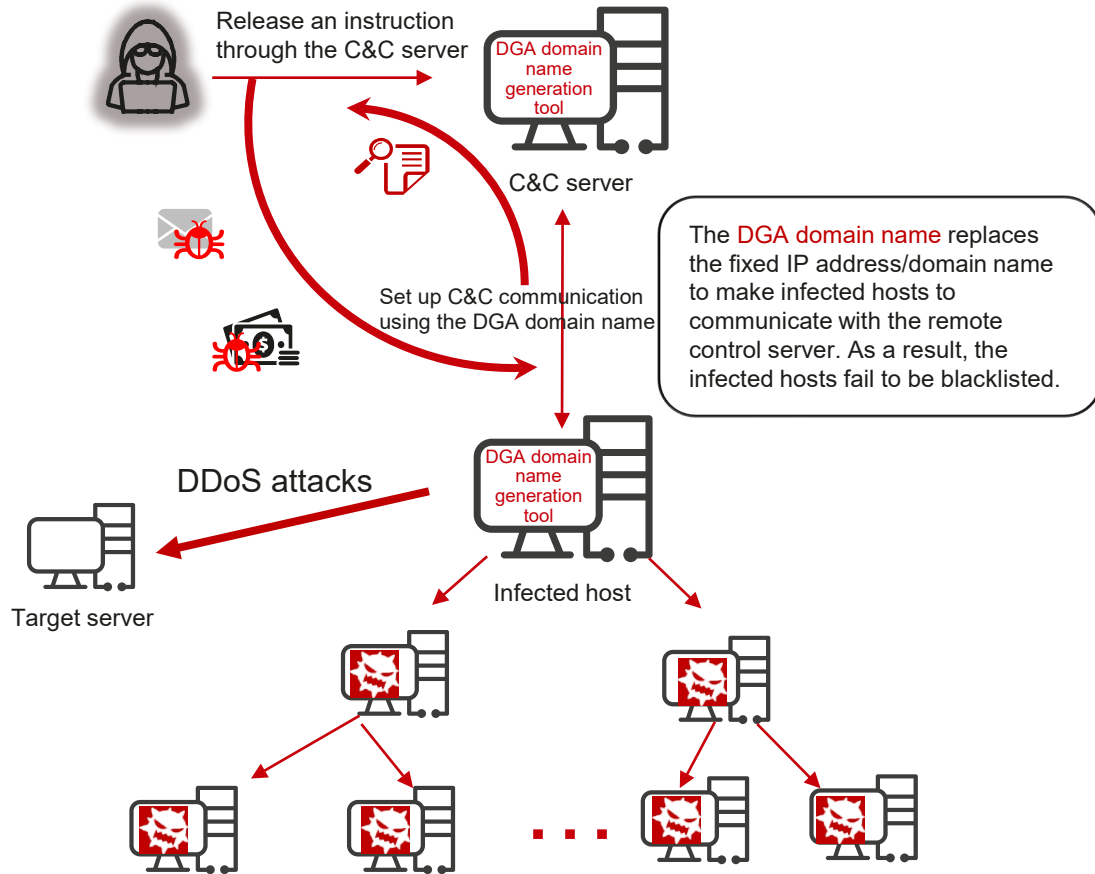 Release an instruction
through the C&C server
DGA domain
name
generation
tool
C&C server
The DGA domain name replaces
the fixed IP address/domain name
to make infected hosts to
communicate with the remote
control server. As a result, the
infected hosts fail to be blacklisted.
Set up C&C communication
using the DGA domain name
DGA domain
name
generation
tool
DDoS attacks
Infected host
Target server